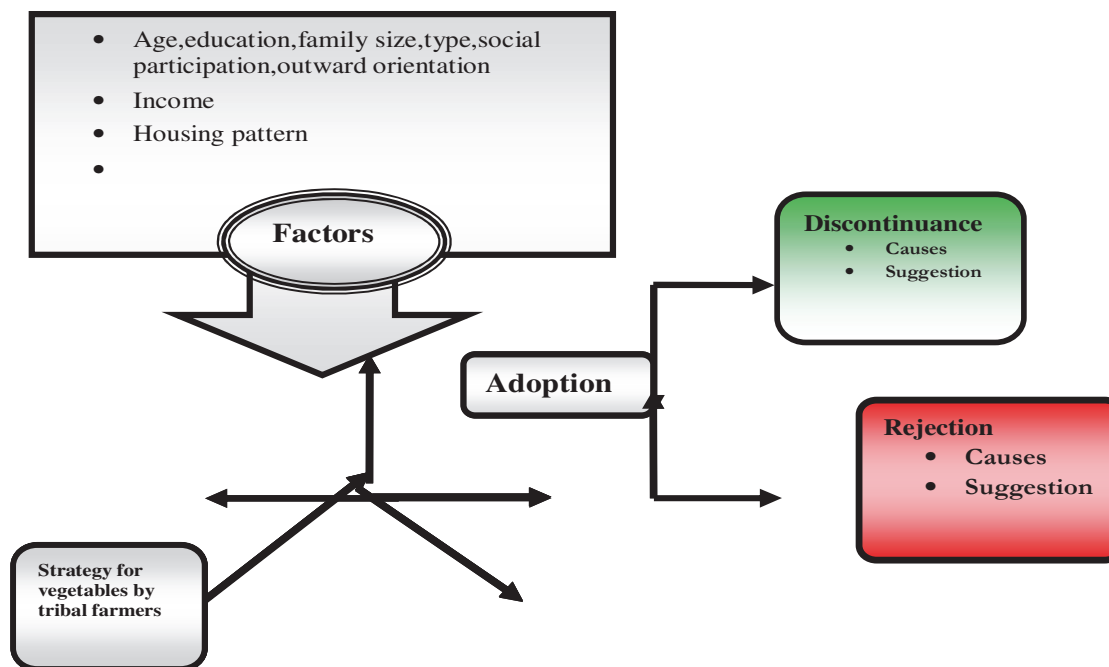 • Age,education,family size,type,social
participation,outward orientation
• Income
• Housing pattern
•
Factors
Discontinuance
• Causes
• Suggestion
Adoption
Rejection
• Causes
• Suggestion
Strategy for
vegetables by
tribal farmers